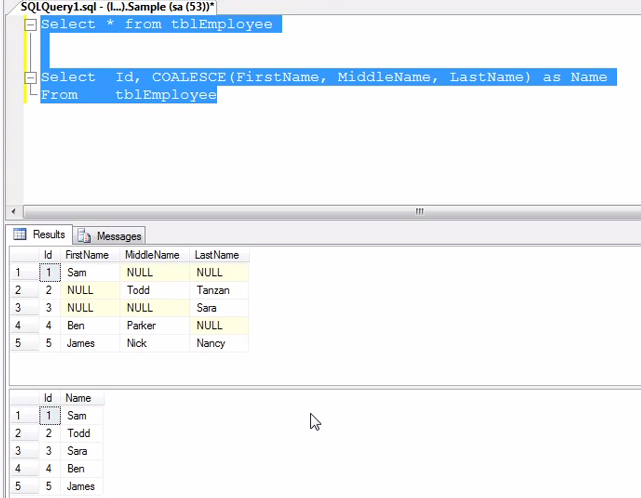 SQLQuery1.sql - (l...).Sample (sa (53))*
Select * from tblEmployee
Select Id, COALESCE(FirstName, MiddleName, LastName) as Name
From tblEmployee
Results Messages
Id FirstName MiddleName LastName
1 1 Sam NULL NULL
2 2 NULL Todd Tanzan
3 3 NULL NULL Sara
4 4 Ben Parker NULL
5 5 James Nick Nancy
Id Name
1 1 Sam
2 2 Todd
3 3 Sara
4 4 Ben
5 5 James